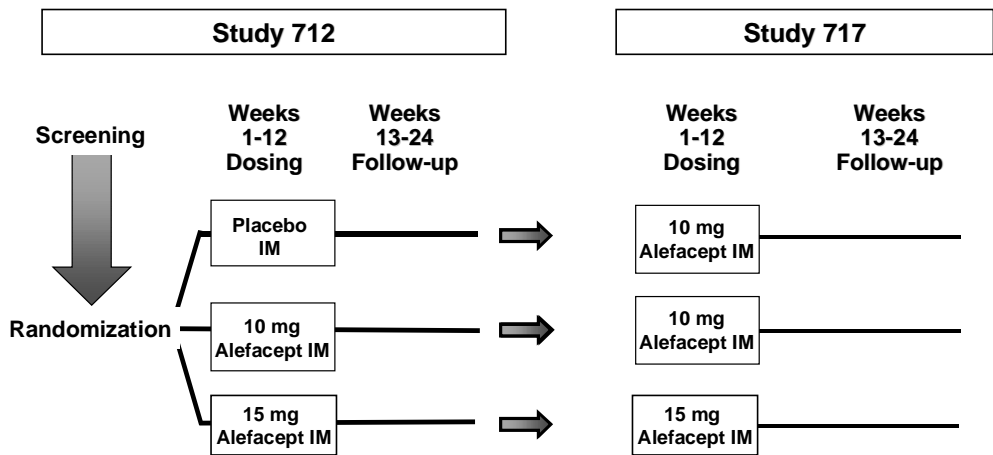 Study 712
Study 717
Screening
Weeks
1-12
Dosing
Weeks
13-24
Follow-up
Weeks
1-12
Dosing
Weeks
13-24
Follow-up
Placebo
IM
10 mg
Alefacept IM
Randomization
10 mg
Alefacept IM
10 mg
Alefacept IM
15 mg
Alefacept IM
15 mg
Alefacept IM